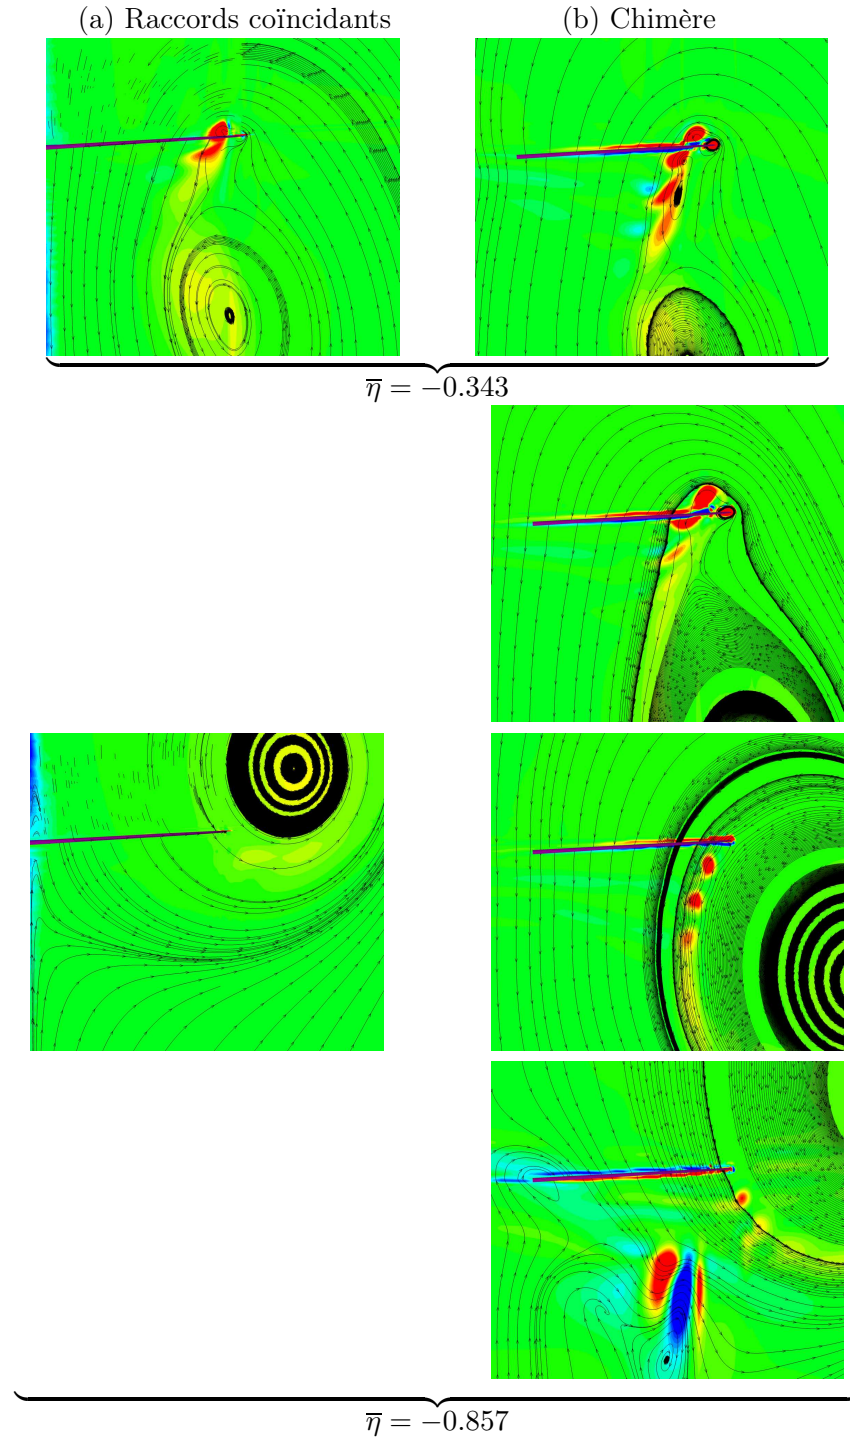 (a) Raccords coïncidants
(b) Chimère
η̅ = −0.343
η̅ = −0.857